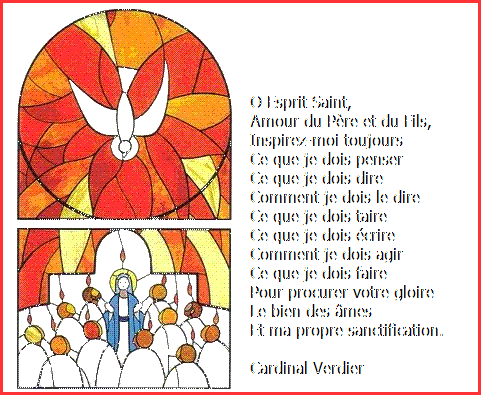 O Esprit Saint,
Amour du Père et du Fils,
Inspirez-moi toujours
Ce que je dois penser
Ce que je dois dire
Comment je dois le dire
Ce que je dois taire
Ce que je dois écrire
Comment je dois agir
Ce que je dois faire
Pour procurer votre gloire
Le bien des âmes
Et ma propre sanctification.

Cardinal Verdier